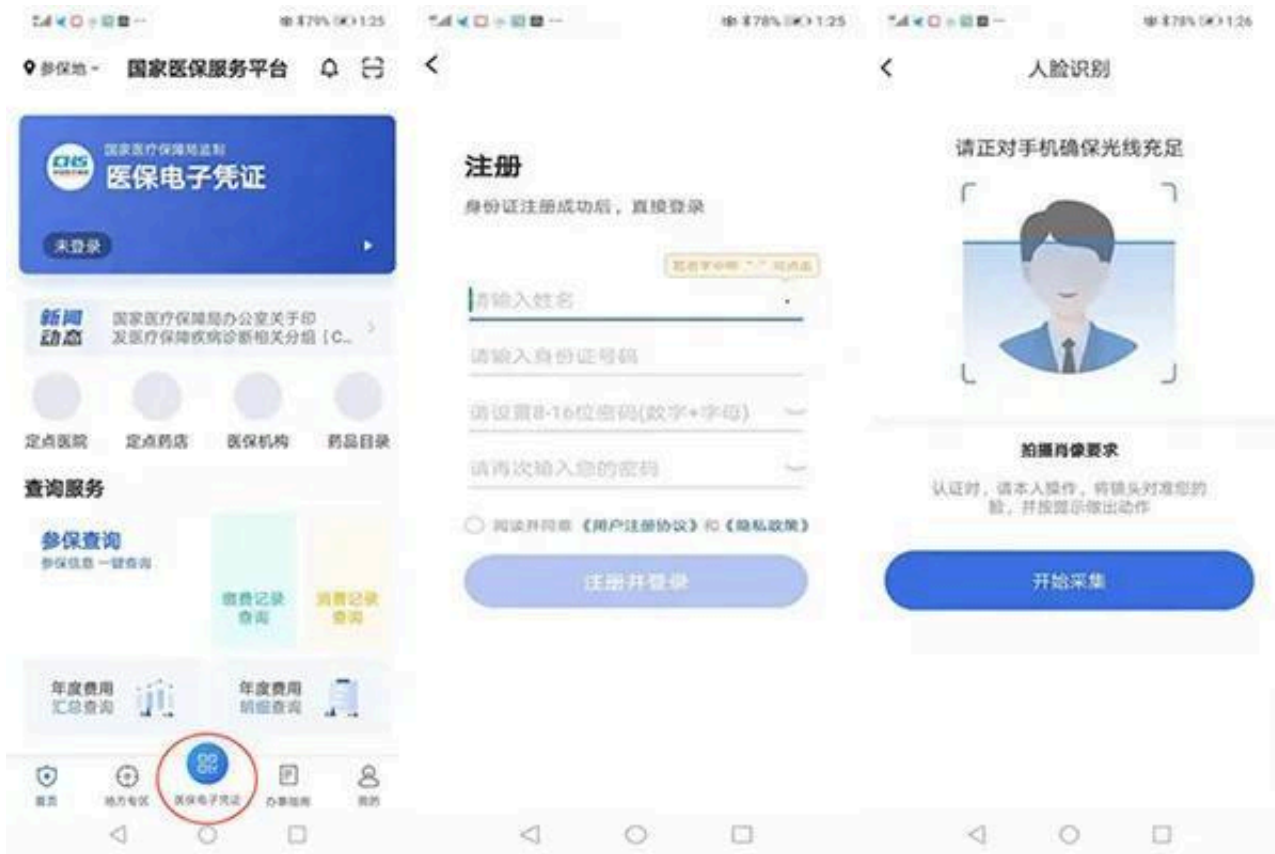 79% 1:25
参保地
国家医保服务平台
CHS
国家医疗保障局监制
医保电子凭证
未登录
新闻
动态
国家医疗保障局办公室关于印
发医疗保障疾病诊断相关分组 [C...
定点医院
定点药店
医保机构
药品目录
查询服务
参保查询
参保信息 一键查询
缴费记录
查询
消费记录
查询
年度费用
汇总查询
年度费用
明细查询
首页
地方专区
医保电子凭证
办事指南
我的
78% 1:25
注册
身份证注册成功后，直接登录
请输入姓名
请输入身份证号码
请设置8-16位密码(数字+字母)
请再次输入您的密码
阅读并同意《用户注册协议》和《隐私政策》
注册并登录
78% 1:26
人脸识别
请正对手机确保光线充足
拍摄肖像要求
认证时，请本人操作，将镜头对准您的
脸，并按提示做出动作
开始采集